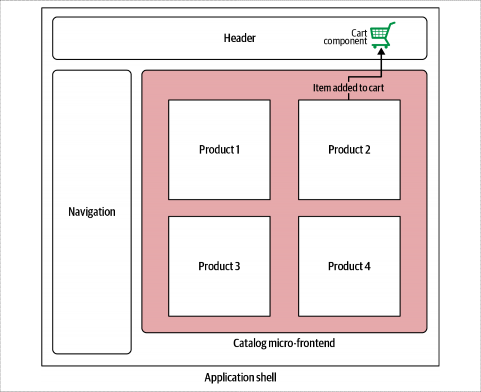 Header
Cart
component
Item added to cart
Product 1
Product 2
Navigation
Product 3
Product 4
Catalog micro-frontend
Application shell